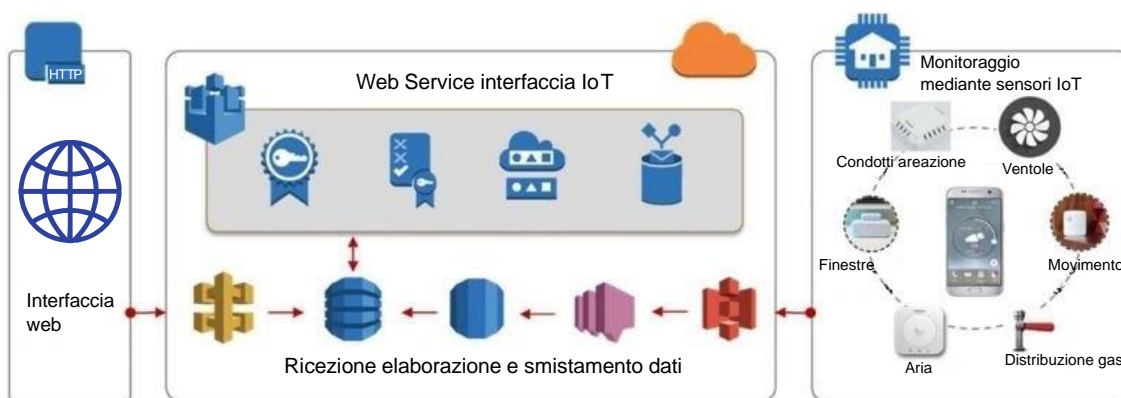 HTTP
Interfaccia
web
Web Service interfaccia IoT
Ricezione elaborazione e smistamento dati
Monitoraggio
mediante sensori IoT
Condotti areazione
Ventole
Finestre
Movimento
Aria
Distribuzione gas